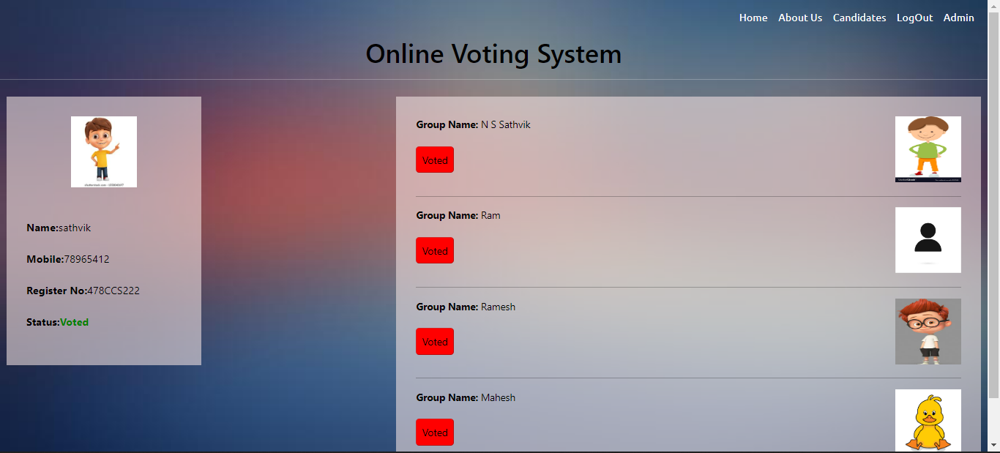 Home About Us Candidates LogOut Admin
Online Voting System
Name:sathvik
Mobile:78965412
Register No:478CCS222
Status:Voted
Group Name: N S Sathvik
Voted
Group Name: Ram
Voted
Group Name: Ramesh
Voted
Group Name: Mahesh
Voted